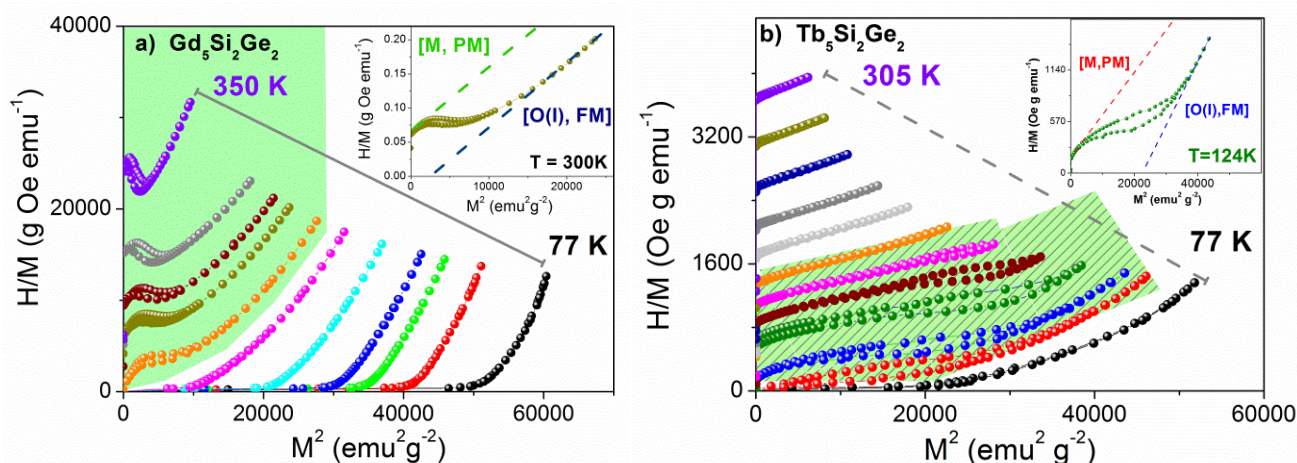 a) Gd₅Si₂Ge₂
350 K
77 K
H/M (g Oe emu⁻¹)
40000
20000
0
0
20000
40000
60000
M² (emu²g⁻²)
[M, PM]
[O(I), FM]
T = 300K
H/M (g Oe emu⁻¹)
0.20
0.15
0.10
0.05
0.00
0
10000
20000
M² (emu²g⁻²)
b) Tb₅Si₂Ge₂
305 K
77 K
H/M (Oe g emu⁻¹)
3200
1600
0
0
20000
40000
60000
M² (emu² g⁻²)
[M,PM]
[O(I),FM]
T=124K
H/M (Oe g emu⁻¹)
1140
570
0
0
20000
40000
M² (emu²g⁻²)